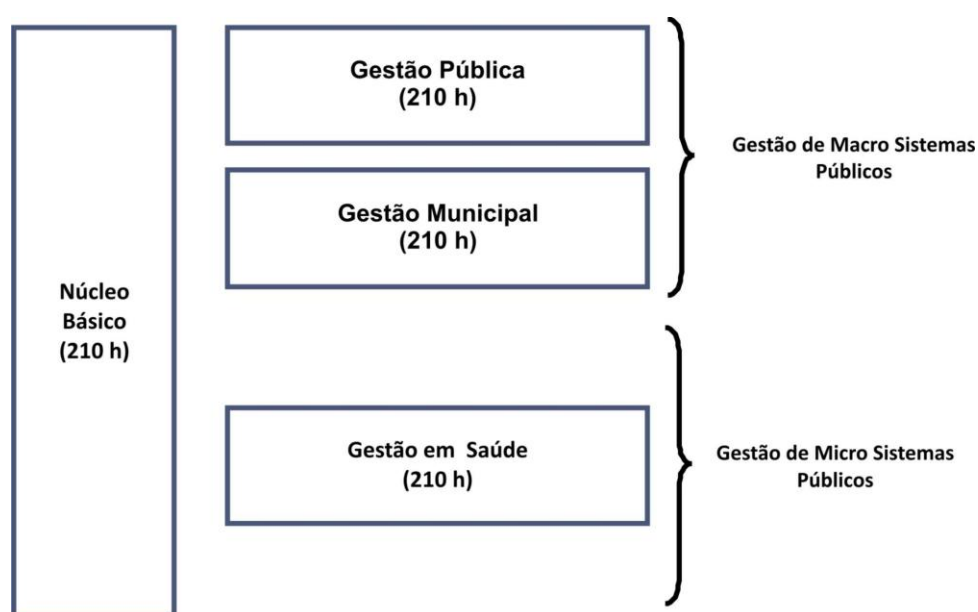 Núcleo
Básico
(210 h)
Gestão Pública
(210 h)
Gestão Municipal
(210 h)
Gestão de Macro Sistemas
Públicos
Gestão em Saúde
(210 h)
Gestão de Micro Sistemas
Públicos